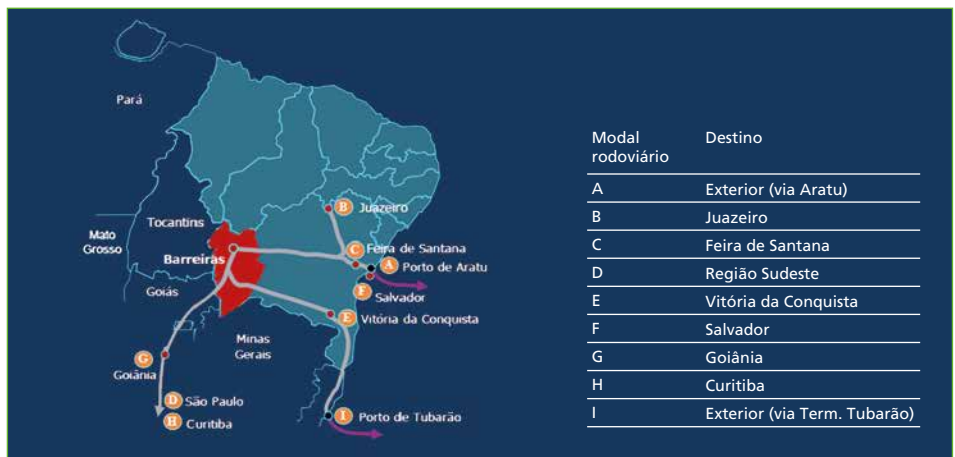 Pará
Tocantins
Mato
Grosso
Barreiras
Goiás
Minas
Gerais
B Juazeiro
C Feira de Santana
A Porto de Aratu
F
Salvador
E Vitória da Conquista
G
Goiânia
D São Paulo
H Curitiba
I Porto de Tubarão
Modal
rodoviário Destino
A Exterior (via Aratu)
B Juazeiro
C Feira de Santana
D Região Sudeste
E Vitória da Conquista
F Salvador
G Goiânia
H Curitiba
I Exterior (via Term. Tubarão)